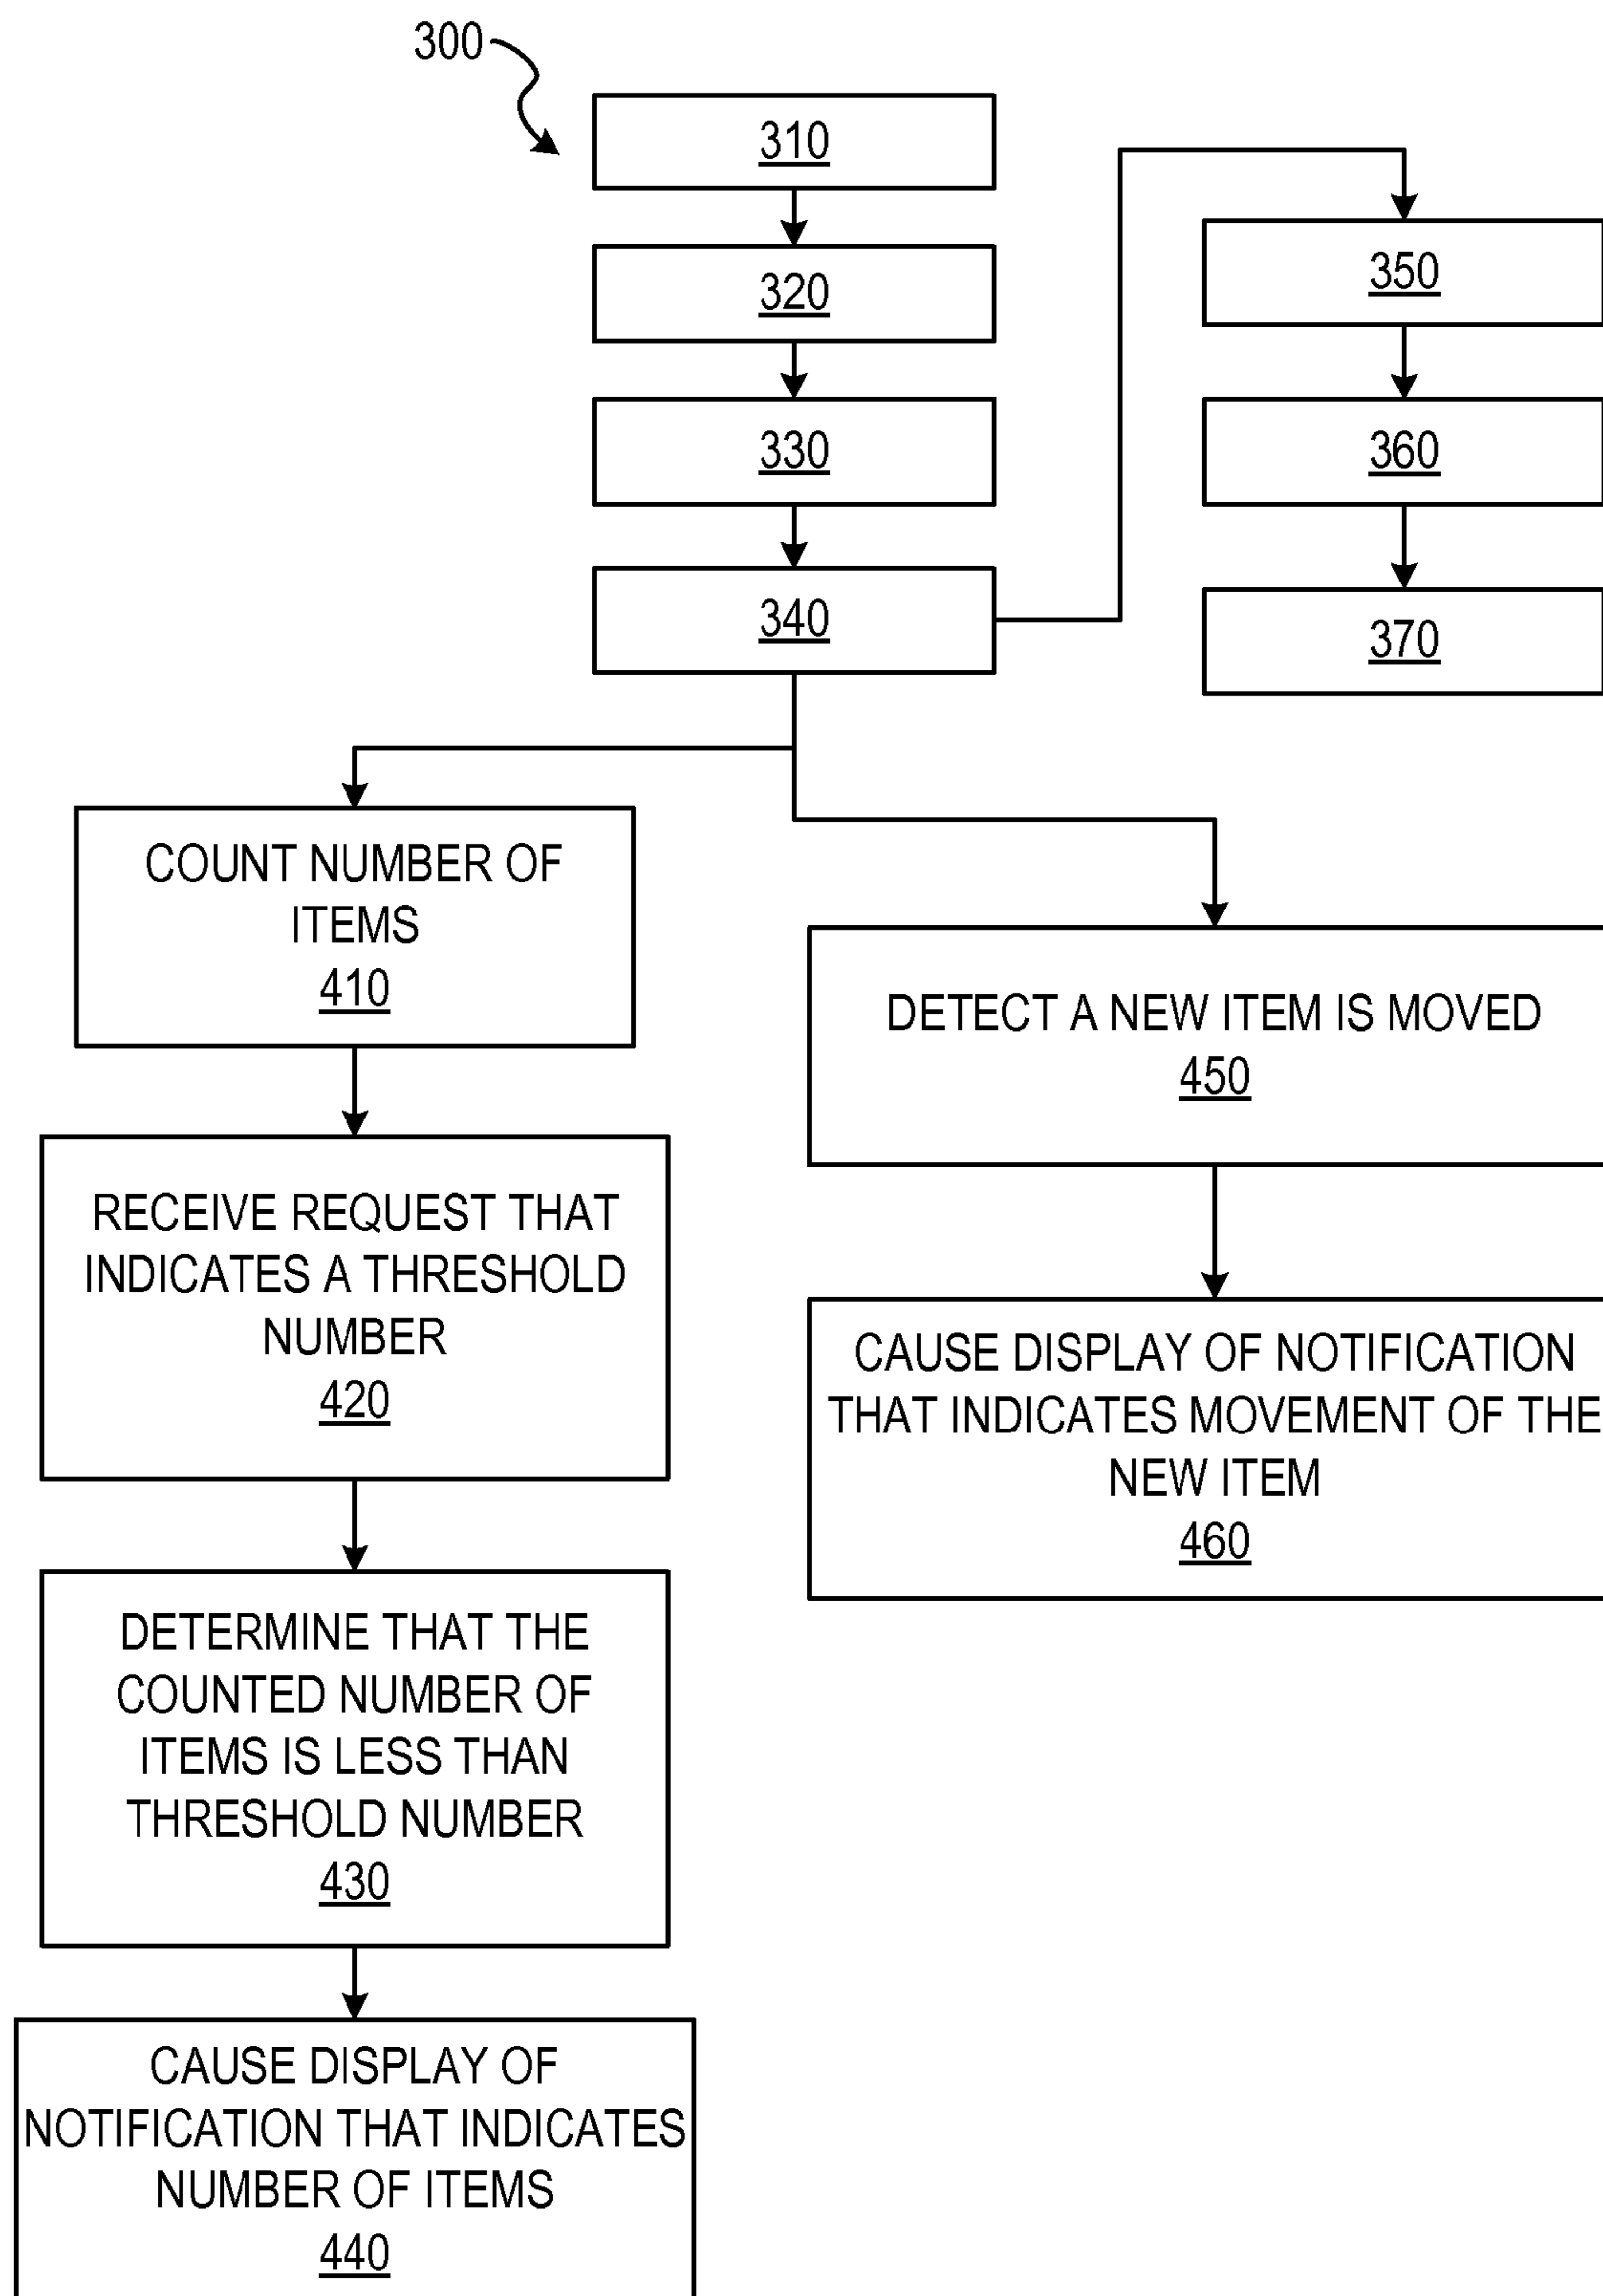 300
310
320
330
340
350
360
370
COUNT NUMBER OF
ITEMS
410
RECEIVE REQUEST THAT
INDICATES A THRESHOLD
NUMBER
420
DETERMINE THAT THE
COUNTED NUMBER OF
ITEMS IS LESS THAN
THRESHOLD NUMBER
430
CAUSE DISPLAY OF
NOTIFICATION THAT INDICATES
NUMBER OF ITEMS
440
DETECT A NEW ITEM IS MOVED
450
CAUSE DISPLAY OF NOTIFICATION
THAT INDICATES MOVEMENT OF THE
NEW ITEM
460